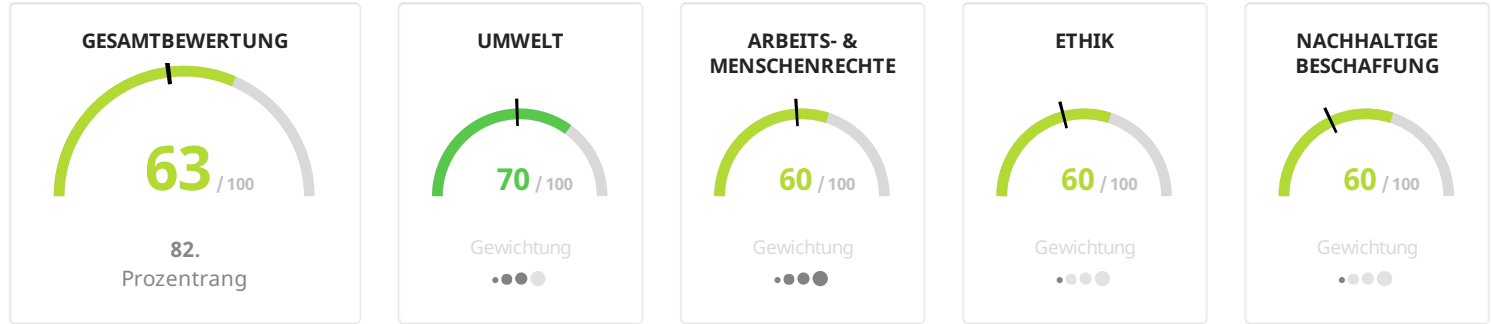 GESAMTBEWERTUNG
63 / 100
82.
Prozentrang
UMWELT
70 / 100
Gewichtung
ARBEITS- &
MENSCHENRECHTE
60 / 100
Gewichtung
ETHIK
60 / 100
Gewichtung
NACHHALTIGE
BESCHAFFUNG
60 / 100
Gewichtung